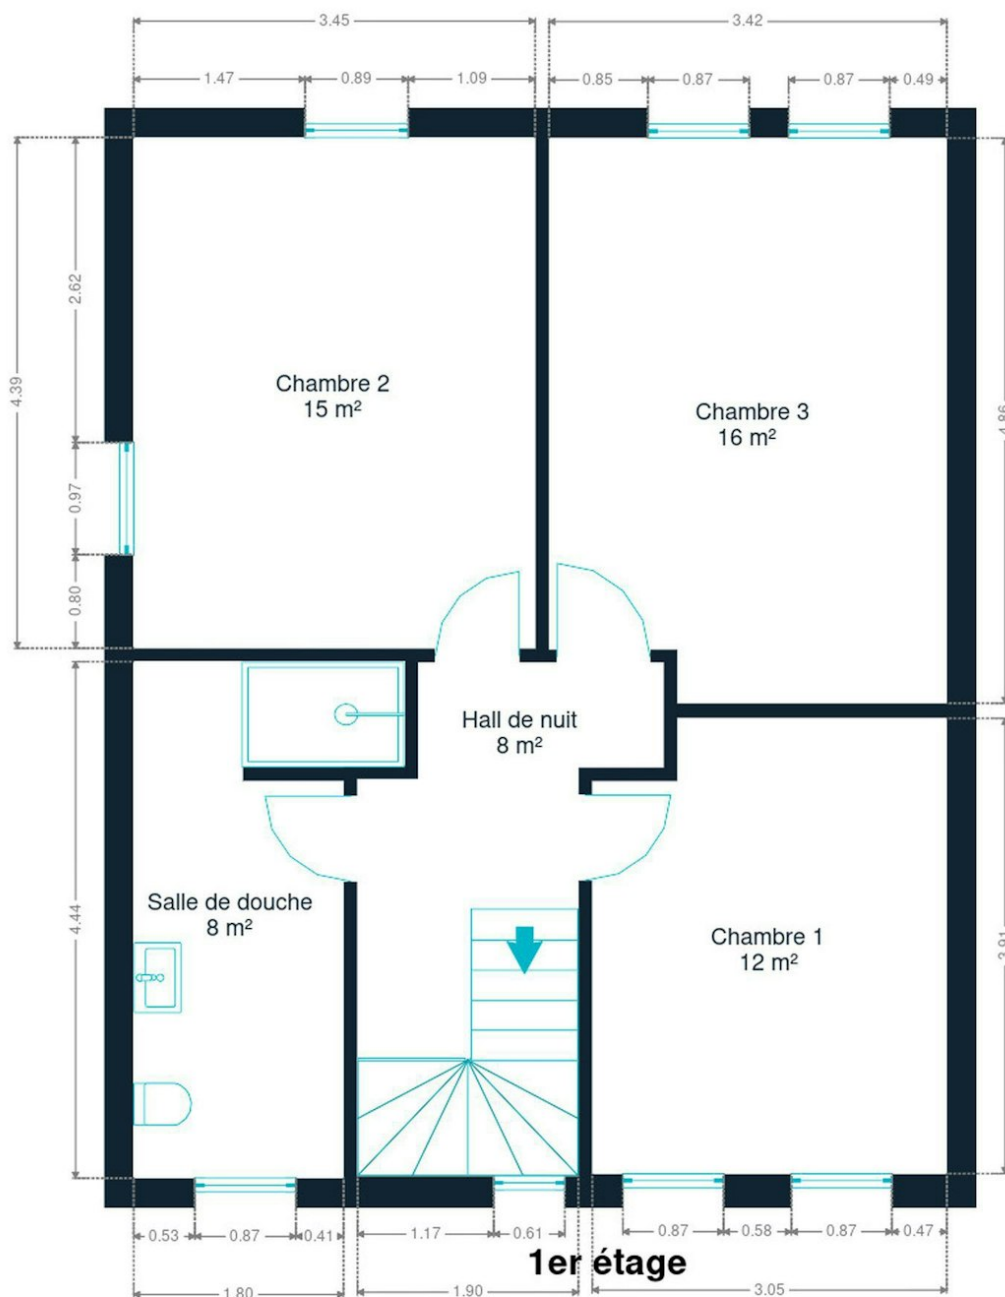 3.45
3.42
1.47
0.89
1.09
0.85
0.87
0.87
0.49
2.62
4.39
Chambre 2
15 m²
Chambre 3
16 m²
4.86
0.97
0.80
Hall de nuit
8 m²
Salle de douche
8 m²
4.44
Chambre 1
12 m²
3.91
0.53
0.87
0.41
1.17
0.61
0.87
0.58
0.87
0.47
1er étage
1.80
1.90
3.05